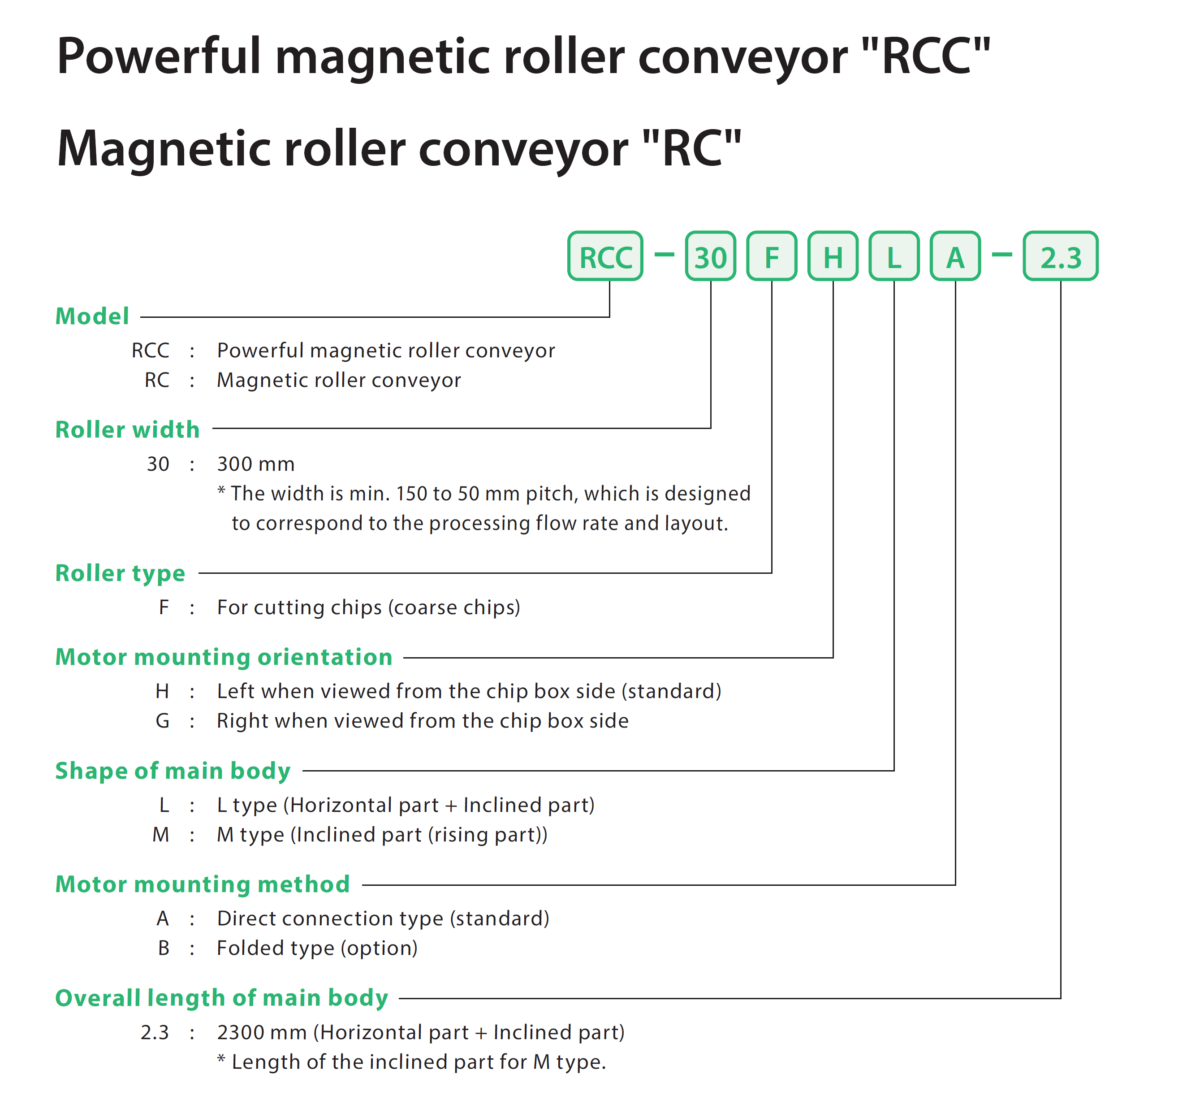 Powerful magnetic roller conveyor "RCC"
Magnetic roller conveyor "RC"
RCC – 30 F H L A – 2.3
Model
RCC : Powerful magnetic roller conveyor
RC : Magnetic roller conveyor
Roller width
30 : 300 mm
* The width is min. 150 to 50 mm pitch, which is designed
to correspond to the processing flow rate and layout.
Roller type
F : For cutting chips (coarse chips)
Motor mounting orientation
H : Left when viewed from the chip box side (standard)
G : Right when viewed from the chip box side
Shape of main body
L : L type (Horizontal part + Inclined part)
M : M type (Inclined part (rising part))
Motor mounting method
A : Direct connection type (standard)
B : Folded type (option)
Overall length of main body
2.3 : 2300 mm (Horizontal part + Inclined part)
* Length of the inclined part for M type.